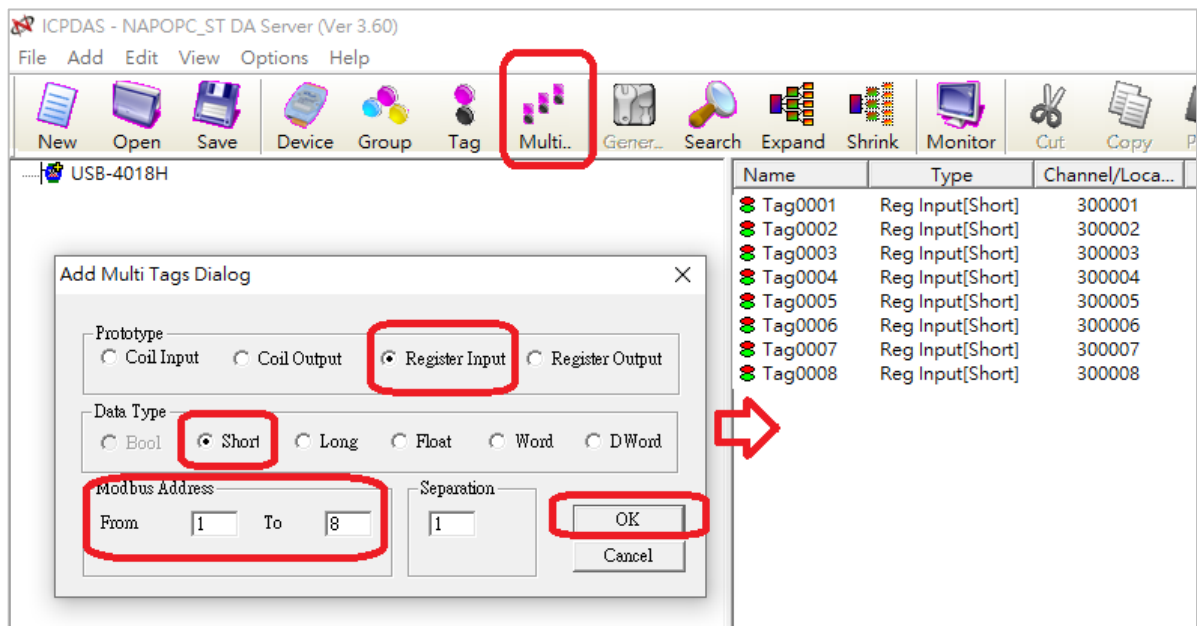 ICPDAS - NAPOPC_ST DA Server (Ver 3.60)
File Add Edit View Options Help
New Open Save Device Group Tag Multi.. Gener... Search Expand Shrink Monitor Cut Copy P
USB-4018H
Name Type Channel/Loca...
Tag0001 Reg Input[Short] 300001
Tag0002 Reg Input[Short] 300002
Tag0003 Reg Input[Short] 300003
Tag0004 Reg Input[Short] 300004
Tag0005 Reg Input[Short] 300005
Tag0006 Reg Input[Short] 300006
Tag0007 Reg Input[Short] 300007
Tag0008 Reg Input[Short] 300008
Add Multi Tags Dialog
Prototype
Coil Input Coil Output Register Input Register Output
Data Type
Bool Short Long Float Word DWord
Modbus Address Separation
From 1 To 8 1 OK
Cancel